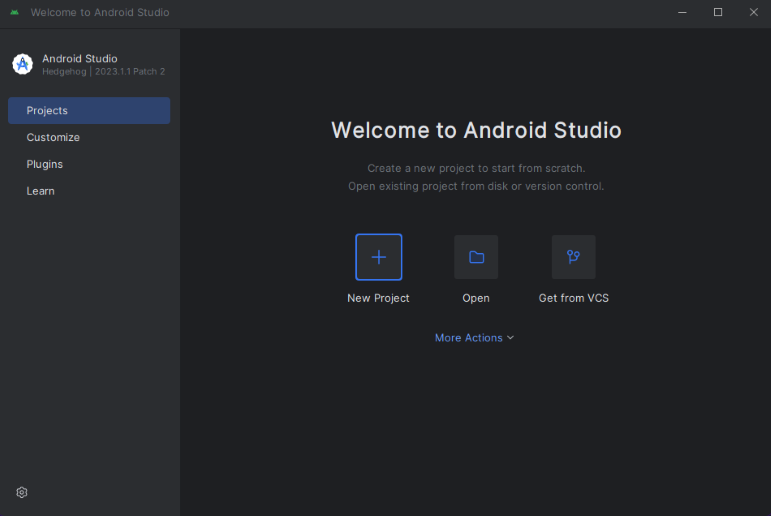 Welcome to Android Studio
Android Studio
Hedgehog | 2023.1.1 Patch 2
Projects
Customize
Plugins
Learn
Welcome to Android Studio
Create a new project to start from scratch.
Open existing project from disk or version control.
New Project
Open
Get from VCS
More Actions